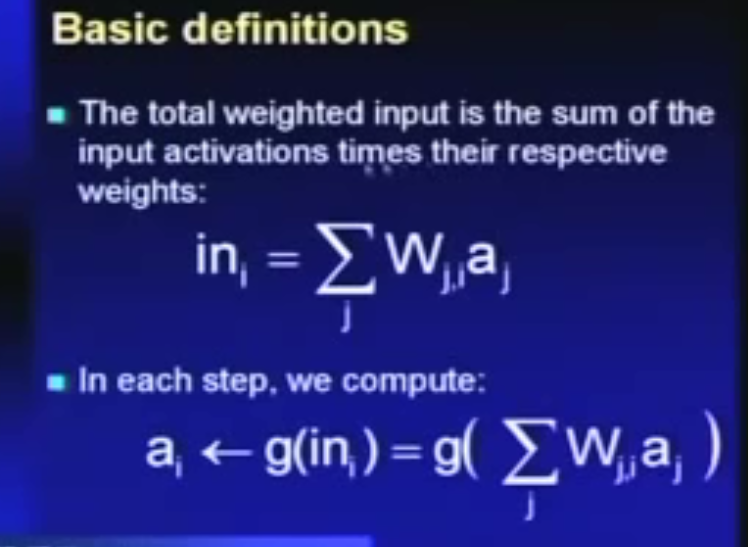 Basic definitions
The total weighted input is the sum of the
input activations times their respective
weights:
inᵢ = ∑ⱼ Wⱼ,ᵢaⱼ
In each step, we compute:
aᵢ ← g(inᵢ) = g( ∑ⱼ Wⱼ,ᵢaⱼ )